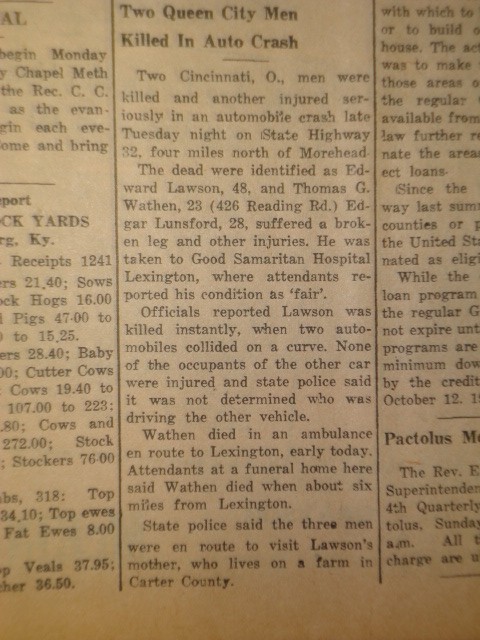 AL
begin Monday
y Chapel Meth
the Rec. C. C.
as the evan-
gin each eve-
ome and bring
port
CK YARDS
rg, Ky.
Receipts 1241
ers 21.40; Sows
ock Hogs 16.00
Pigs 47.00 to
to 15.25.
ers 28.40; Baby
00; Cutter Cows
Cows 19.40 to
107.00 to 223;
.80; Cows and
272.00; Stock
; Stockers 76.00
mbs, 318: Top
34.10; Top ewes
Fat Ewes 8.00
op Veals 37.95;
cher 36.50.
Two Queen City Men
Killed In Auto Crash
Two Cincinnati, O., men were
killed and another injured ser-
iously in an automobile crash late
Tuesday night on State Highway
32, four miles north of Morehead.
The dead were identified as Ed-
ward Lawson, 48, and Thomas G.
Wathen, 23 (426 Reading Rd.) Ed-
gar Lunsford, 28, suffered a brok-
en leg and other injuries. He was
taken to Good Samaritan Hospital
Lexington, where attendants re-
ported his condition as 'fair'.
Officials reported Lawson was
killed instantly, when two auto-
mobiles collided on a curve. None
of the occupants of the other car
were injured and state police said
it was not determined who was
driving the other vehicle.
Wathen died in an ambulance
en route to Lexington, early today.
Attendants at a funeral home here
said Wathen died when about six
miles from Lexington.
State police said the three men
were en route to visit Lawson's
mother, who lives on a farm in
Carter County.
with which to
or to build o
house. The act
was to make
those areas o
the regular G
available from
law further re
nate the areas
ect loans.
Since the
way last sum
counties or p
the United Sta
nated as eligi
While the
loan program
the regular G
not expire unt
programs are
minimum dow
by the credit
October 12, 19
Pactolus Me
The Rev. E
Superintenden
4th Quarterly
tolus, Sunday
a.m. All t
charge are u